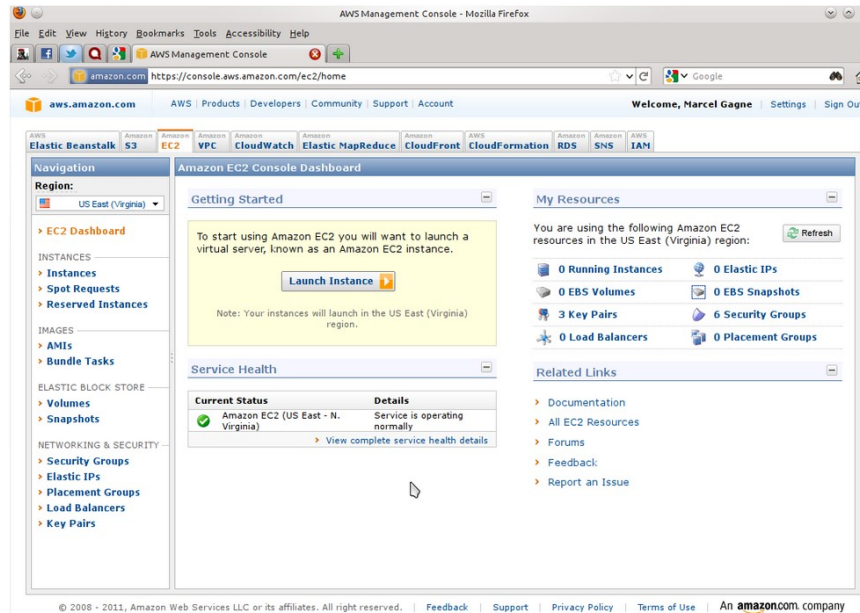 AWS Management Console - Mozilla Firefox
File Edit View History Bookmarks Tools Accessibility Help
AWS Management Console
amazon.com https://console.aws.amazon.com/ec2/home
Google
aws.amazon.com AWS | Products | Developers | Community | Support | Account Welcome, Marcel Gagne | Settings | Sign Ou
AWS Amazon Amazon Amazon Amazon Amazon Amazon AWS Amazon Amazon AWS
Elastic Beanstalk S3 EC2 VPC CloudWatch Elastic MapReduce CloudFront CloudFormation RDS SNS IAM
Navigation
Region:
US East (Virginia)
EC2 Dashboard
INSTANCES
Instances
Spot Requests
Reserved Instances
IMAGES
AMIs
Bundle Tasks
ELASTIC BLOCK STORE
Volumes
Snapshots
NETWORKING & SECURITY
Security Groups
Elastic IPs
Placement Groups
Load Balancers
Key Pairs
Amazon EC2 Console Dashboard
Getting Started
To start using Amazon EC2 you will want to launch a
virtual server, known as an Amazon EC2 instance.
Launch Instance
Note: Your instances will launch in the US East (Virginia)
region.
Service Health
Current Status Details
Amazon EC2 (US East - N. Service is operating
Virginia) normally
View complete service health details
My Resources
You are using the following Amazon EC2
resources in the US East (Virginia) region:
Refresh
0 Running Instances 0 Elastic IPs
0 EBS Volumes 0 EBS Snapshots
3 Key Pairs 6 Security Groups
0 Load Balancers 0 Placement Groups
Related Links
Documentation
All EC2 Resources
Forums
Feedback
Report an Issue
© 2008 - 2011, Amazon Web Services LLC or its affiliates. All right reserved. | Feedback | Support | Privacy Policy | Terms of Use | An amazon.com. company